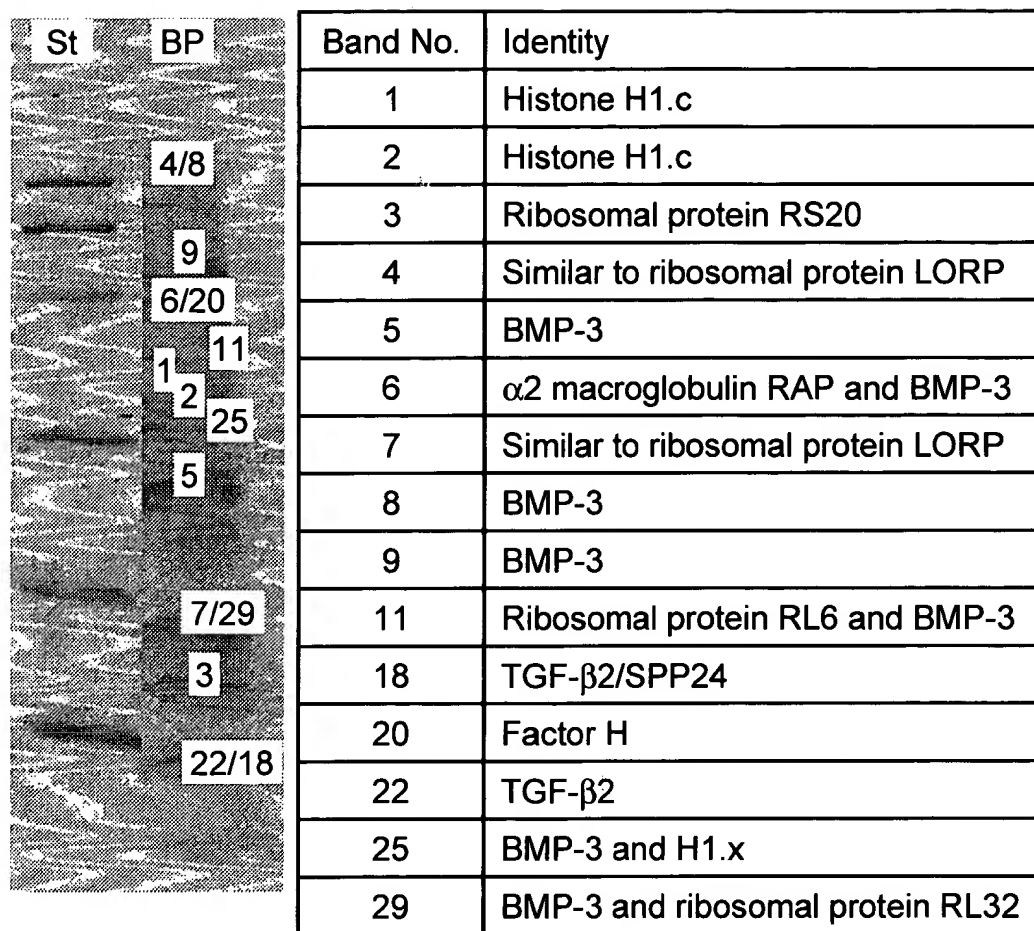 St BP
4/8
9
6/20
11
1
2
25
5
7/29
3
22/18
Band No. Identity
1 Histone H1.c
2 Histone H1.c
3 Ribosomal protein RS20
4 Similar to ribosomal protein LORP
5 BMP-3
6 α2 macroglobulin RAP and BMP-3
7 Similar to ribosomal protein LORP
8 BMP-3
9 BMP-3
11 Ribosomal protein RL6 and BMP-3
18 TGF-β2/SPP24
20 Factor H
22 TGF-β2
25 BMP-3 and H1.x
29 BMP-3 and ribosomal protein RL32